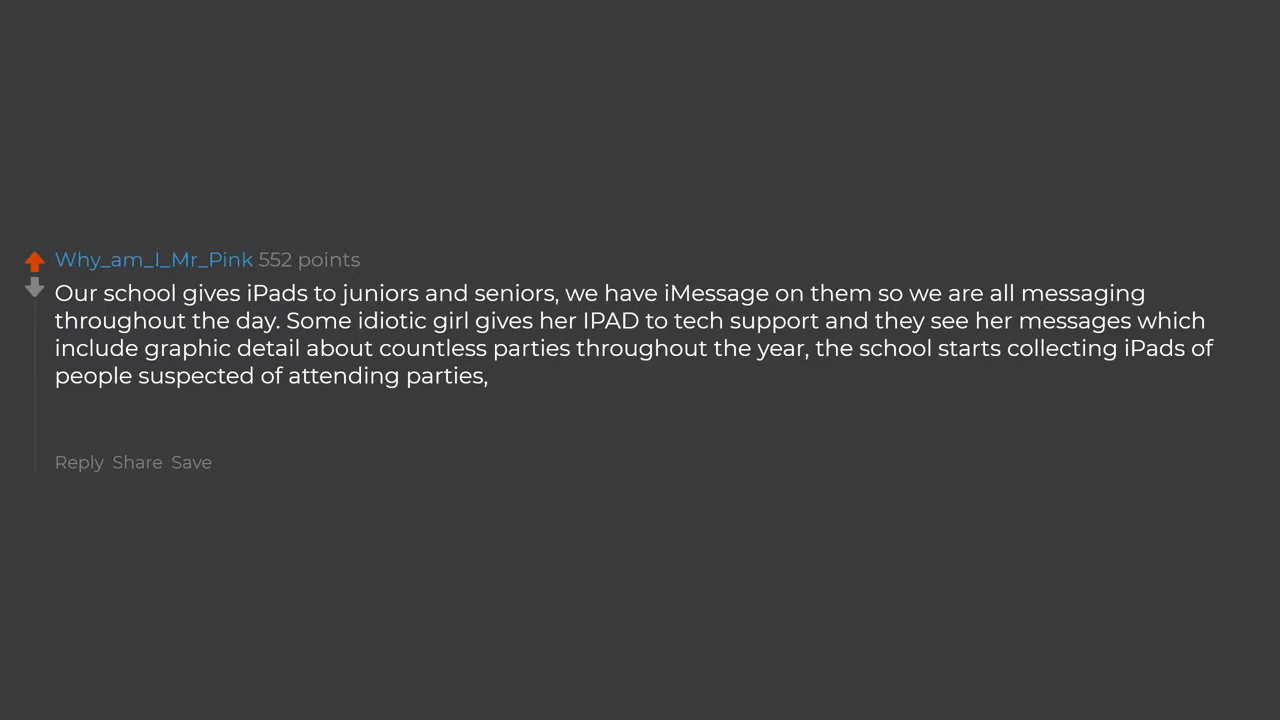 Why_am_I_Mr_Pink 552 points
Our school gives iPads to juniors and seniors, we have iMessage on them so we are all messaging
throughout the day. Some idiotic girl gives her IPAD to tech support and they see her messages which
include graphic detail about countless parties throughout the year, the school starts collecting iPads of
people suspected of attending parties,
Reply Share Save